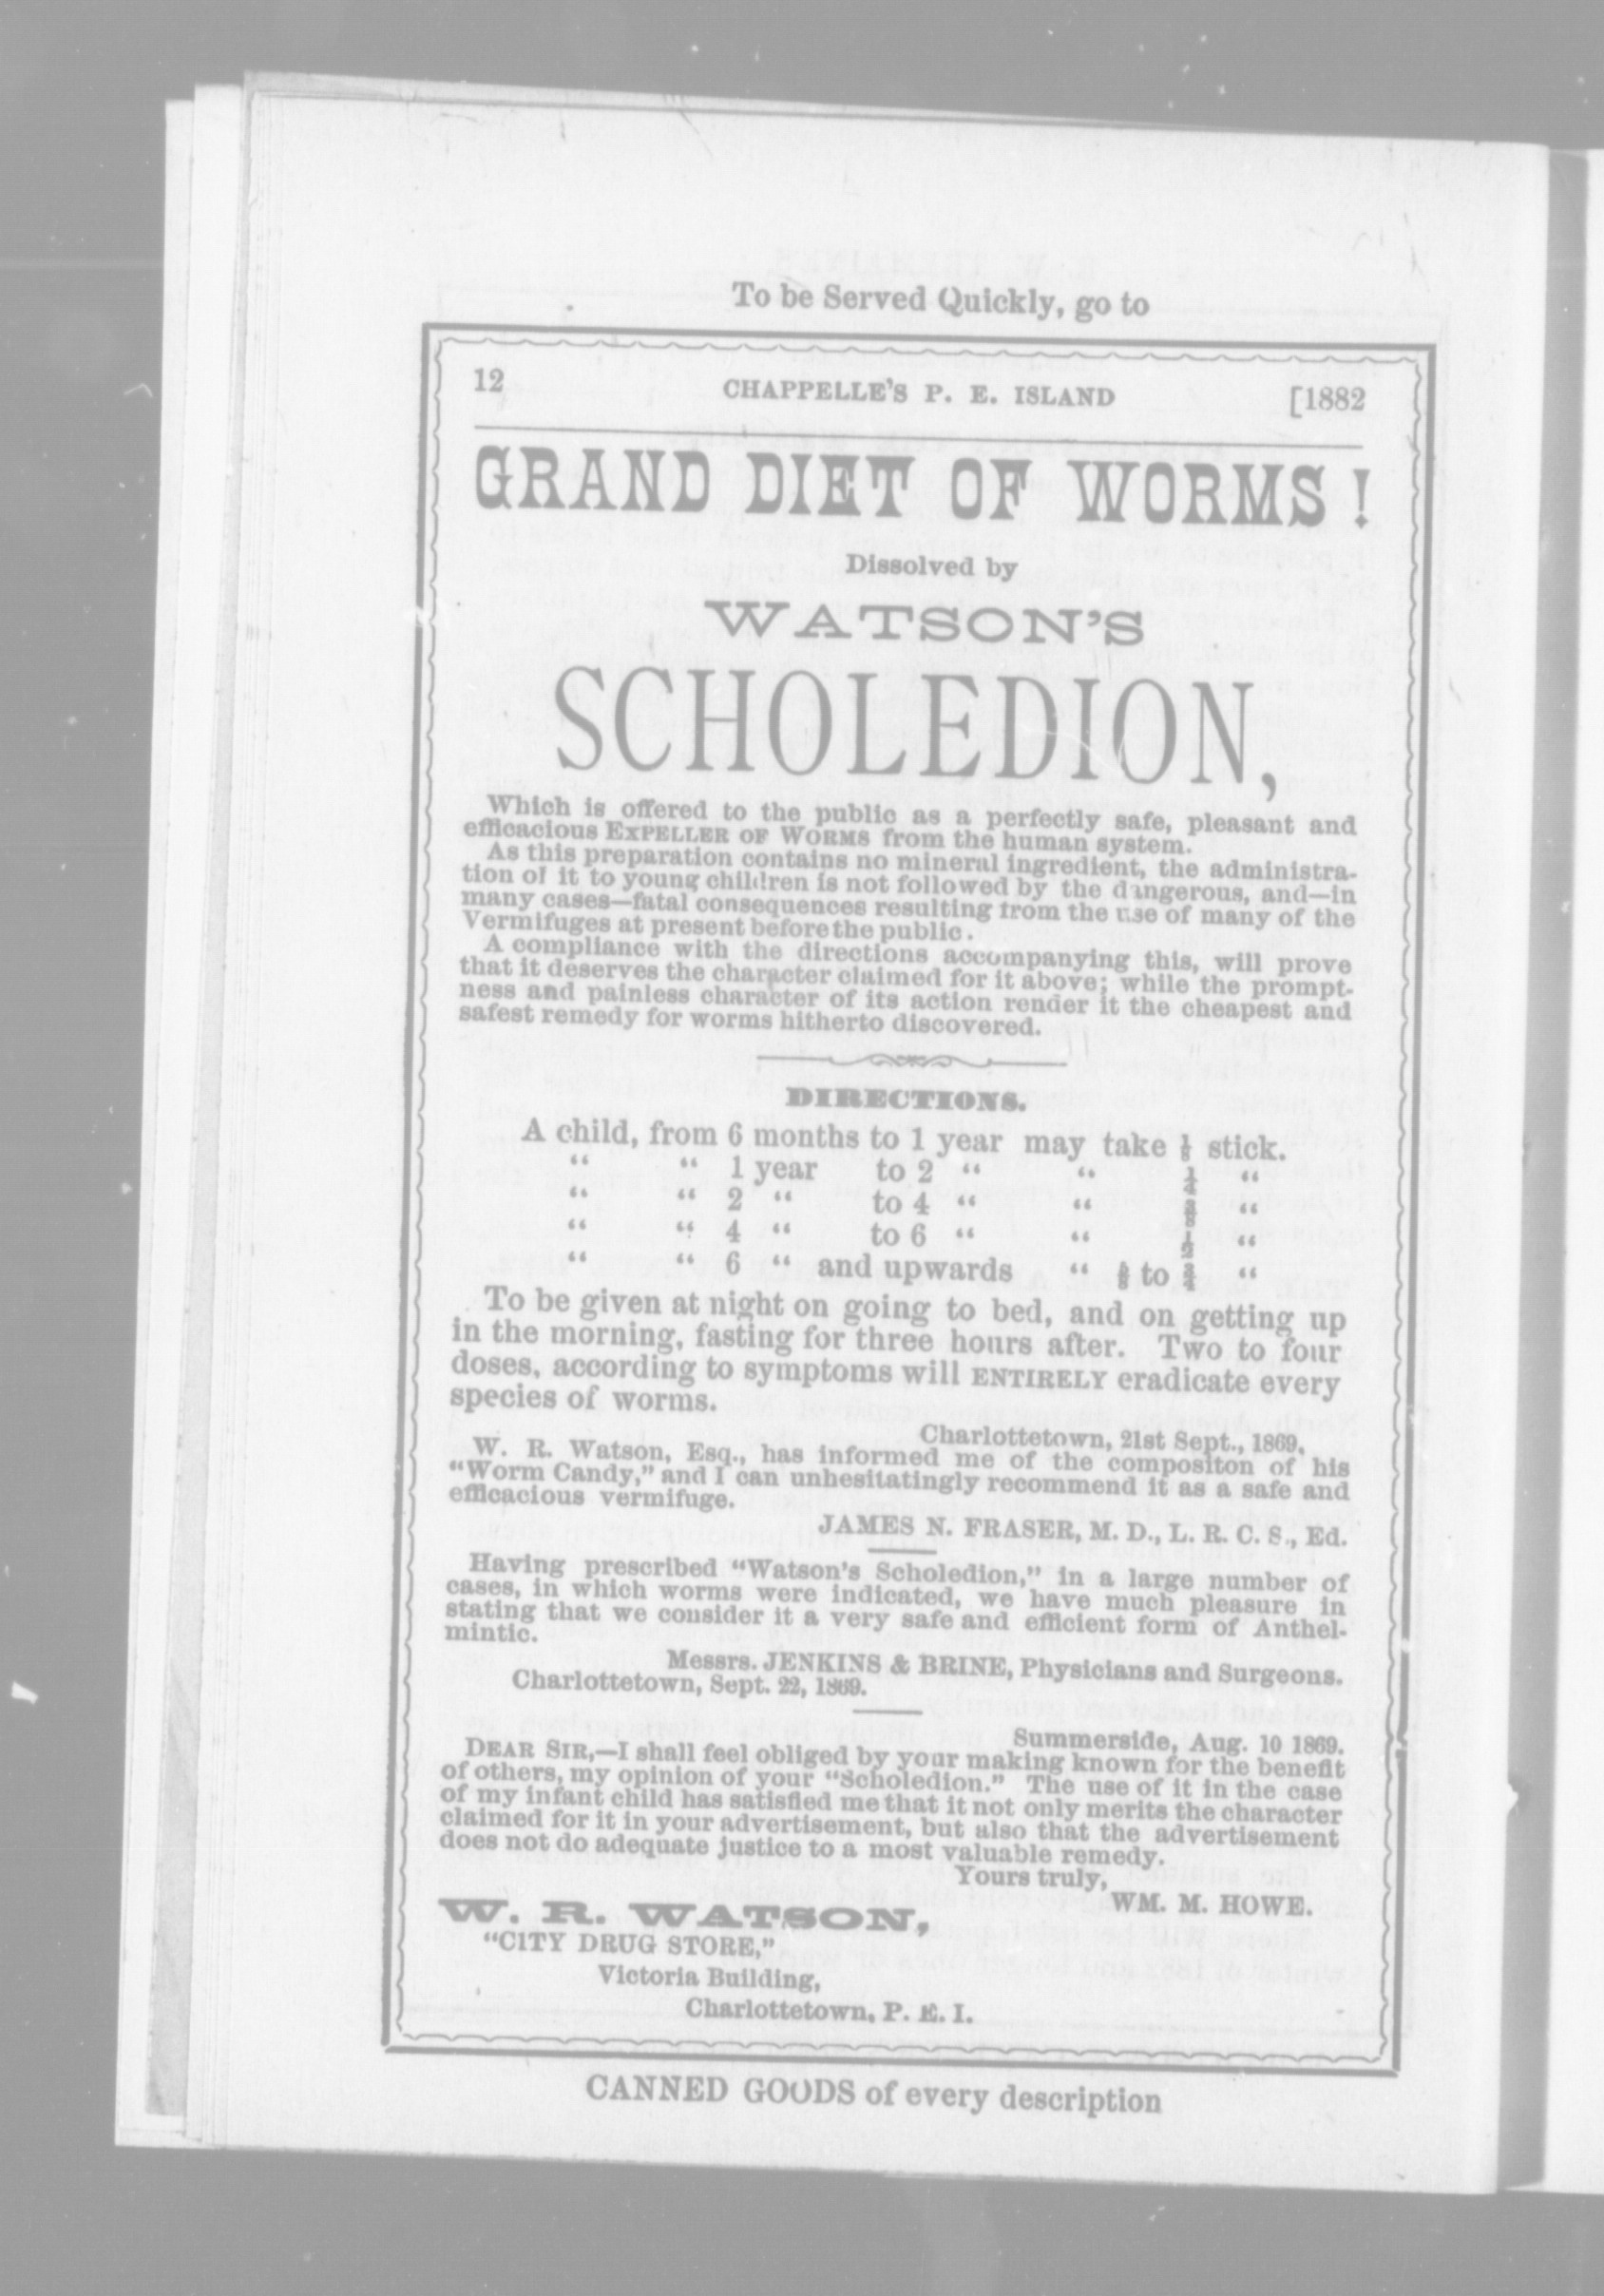 To be Served Quickly, go to
12 CHAPPELLE'S P. E. ISLAND [1882
GRAND DIET OF WORMS!
Dissolved by
WATSON'S
SCHOLEDION,
Which is offered to the public as a perfectly safe, pleasant and
efficacious EXPELLER OF WORMS from the human system.
As this preparation contains no mineral ingredient, the administra-
tion of it to young children is not followed by the dangerous, and—in
many cases—fatal consequences resulting from the use of many of the
Vermifuges at present before the public.
A compliance with the directions accompanying this, will prove
that it deserves the character claimed for it above; while the prompt-
ness and painless character of its action render it the cheapest and
safest remedy for worms hitherto discovered.
DIRECTIONS.
A child, from 6 months to 1 year may take ⅛ stick.
“ “ 1 year to 2 “ “ ¼ “
“ “ 2 “ to 4 “ “ ⅜ “
“ “ 4 “ to 6 “ “ ½ “
“ “ 6 “ and upwards “ ⅝ to ¾ “
To be given at night on going to bed, and on getting up
in the morning, fasting for three hours after. Two to four
doses, according to symptoms will ENTIRELY eradicate every
species of worms.
Charlottetown, 21st Sept., 1869.
W. R. Watson, Esq., has informed me of the compositon of his
“Worm Candy,” and I can unhesitatingly recommend it as a safe and
efficacious vermifuge.
JAMES N. FRASER, M. D., L. R. C. S., Ed.
Having prescribed “Watson's Scholedion,” in a large number of
cases, in which worms were indicated, we have much pleasure in
stating that we consider it a very safe and efficient form of Anthel-
mintic.
Messrs. JENKINS & BRINE, Physicians and Surgeons.
Charlottetown, Sept. 22, 1869.
Summerside, Aug. 10 1869.
DEAR SIR,—I shall feel obliged by your making known for the benefit
of others, my opinion of your “Scholedion.” The use of it in the case
of my infant child has satisfied me that it not only merits the character
claimed for it in your advertisement, but also that the advertisement
does not do adequate justice to a most valuable remedy.
Yours truly,
WM. M. HOWE.
W. R. WATSON,
“CITY DRUG STORE,”
Victoria Building,
Charlottetown, P. E. I.
CANNED GOODS of every description